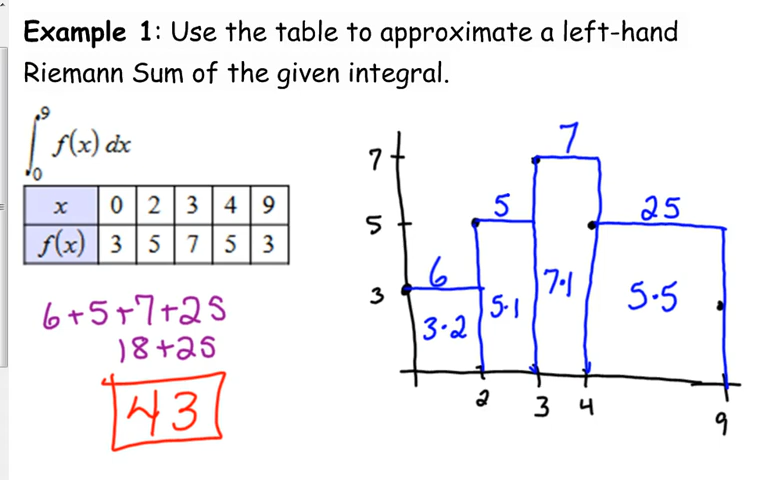 Example 1: Use the table to approximate a left-hand
Riemann Sum of the given integral.
∫₀⁹ f(x) dx
x 0 2 3 4 9
f(x) 3 5 7 5 3
6+5+7+25
18+25
43
7
5
3
6
5
7
25
3·2
5·1
7·1
5·5
2 3 4 9